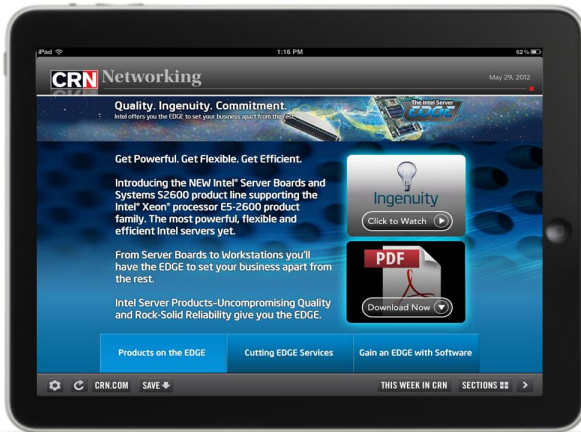 iPad
1:16 PM
62%
CRN Networking
May 29, 2012
Quality. Ingenuity. Commitment.
Intel offers you the EDGE to set your business apart from the rest.
The Intel Server
EDGE
Get Powerful. Get Flexible. Get Efficient.
Introducing the NEW Intel® Server Boards and
Systems S2600 product line supporting the
Intel® Xeon® processor E5-2600 product
family. The most powerful, flexible and
efficient Intel servers yet.
From Server Boards to Workstations you'll
have the EDGE to set your business apart from
the rest.
Intel Server Products–Uncompromising Quality
and Rock-Solid Reliability give you the EDGE.
Ingenuity
Click to Watch
PDF
Download Now
Products on the EDGE
Cutting EDGE Services
Gain an EDGE with Software
CRN.COM
SAVE
THIS WEEK IN CRN
SECTIONS